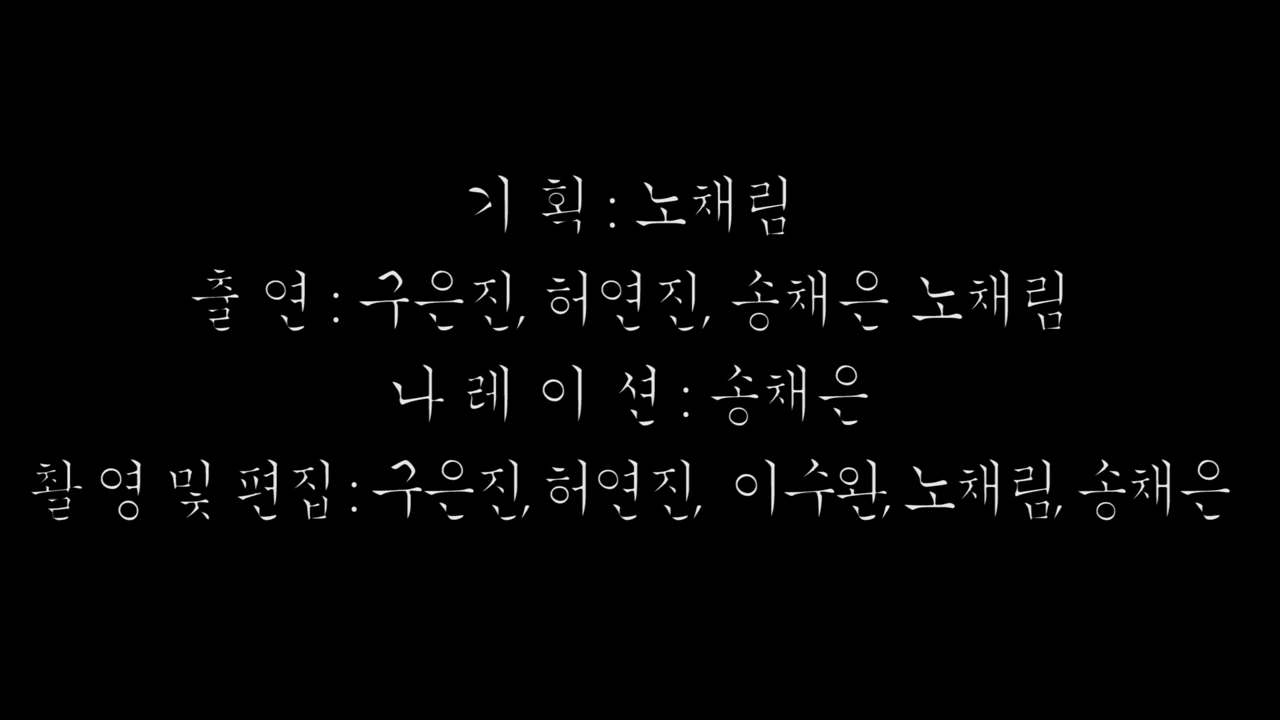 기 획 : 노채림
출 연 : 구은진, 허연진, 송채은 노채림
나 레 이 션 : 송채은
촬 영 및 편 집 : 구은진, 허연진, 이수완, 노채림, 송채은